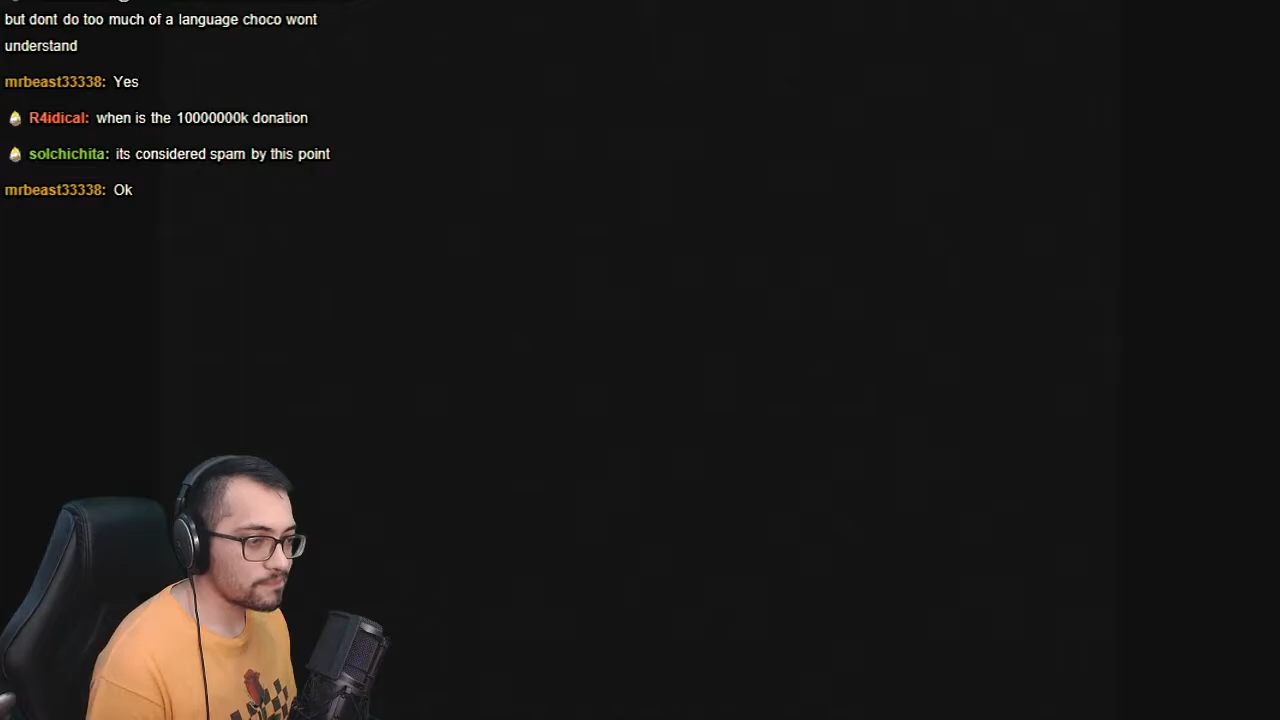 but dont do too much of a language choco wont
understand
mrbeast33338: Yes
R4idical: when is the 10000000k donation
solchichita: its considered spam by this point
mrbeast33338: Ok